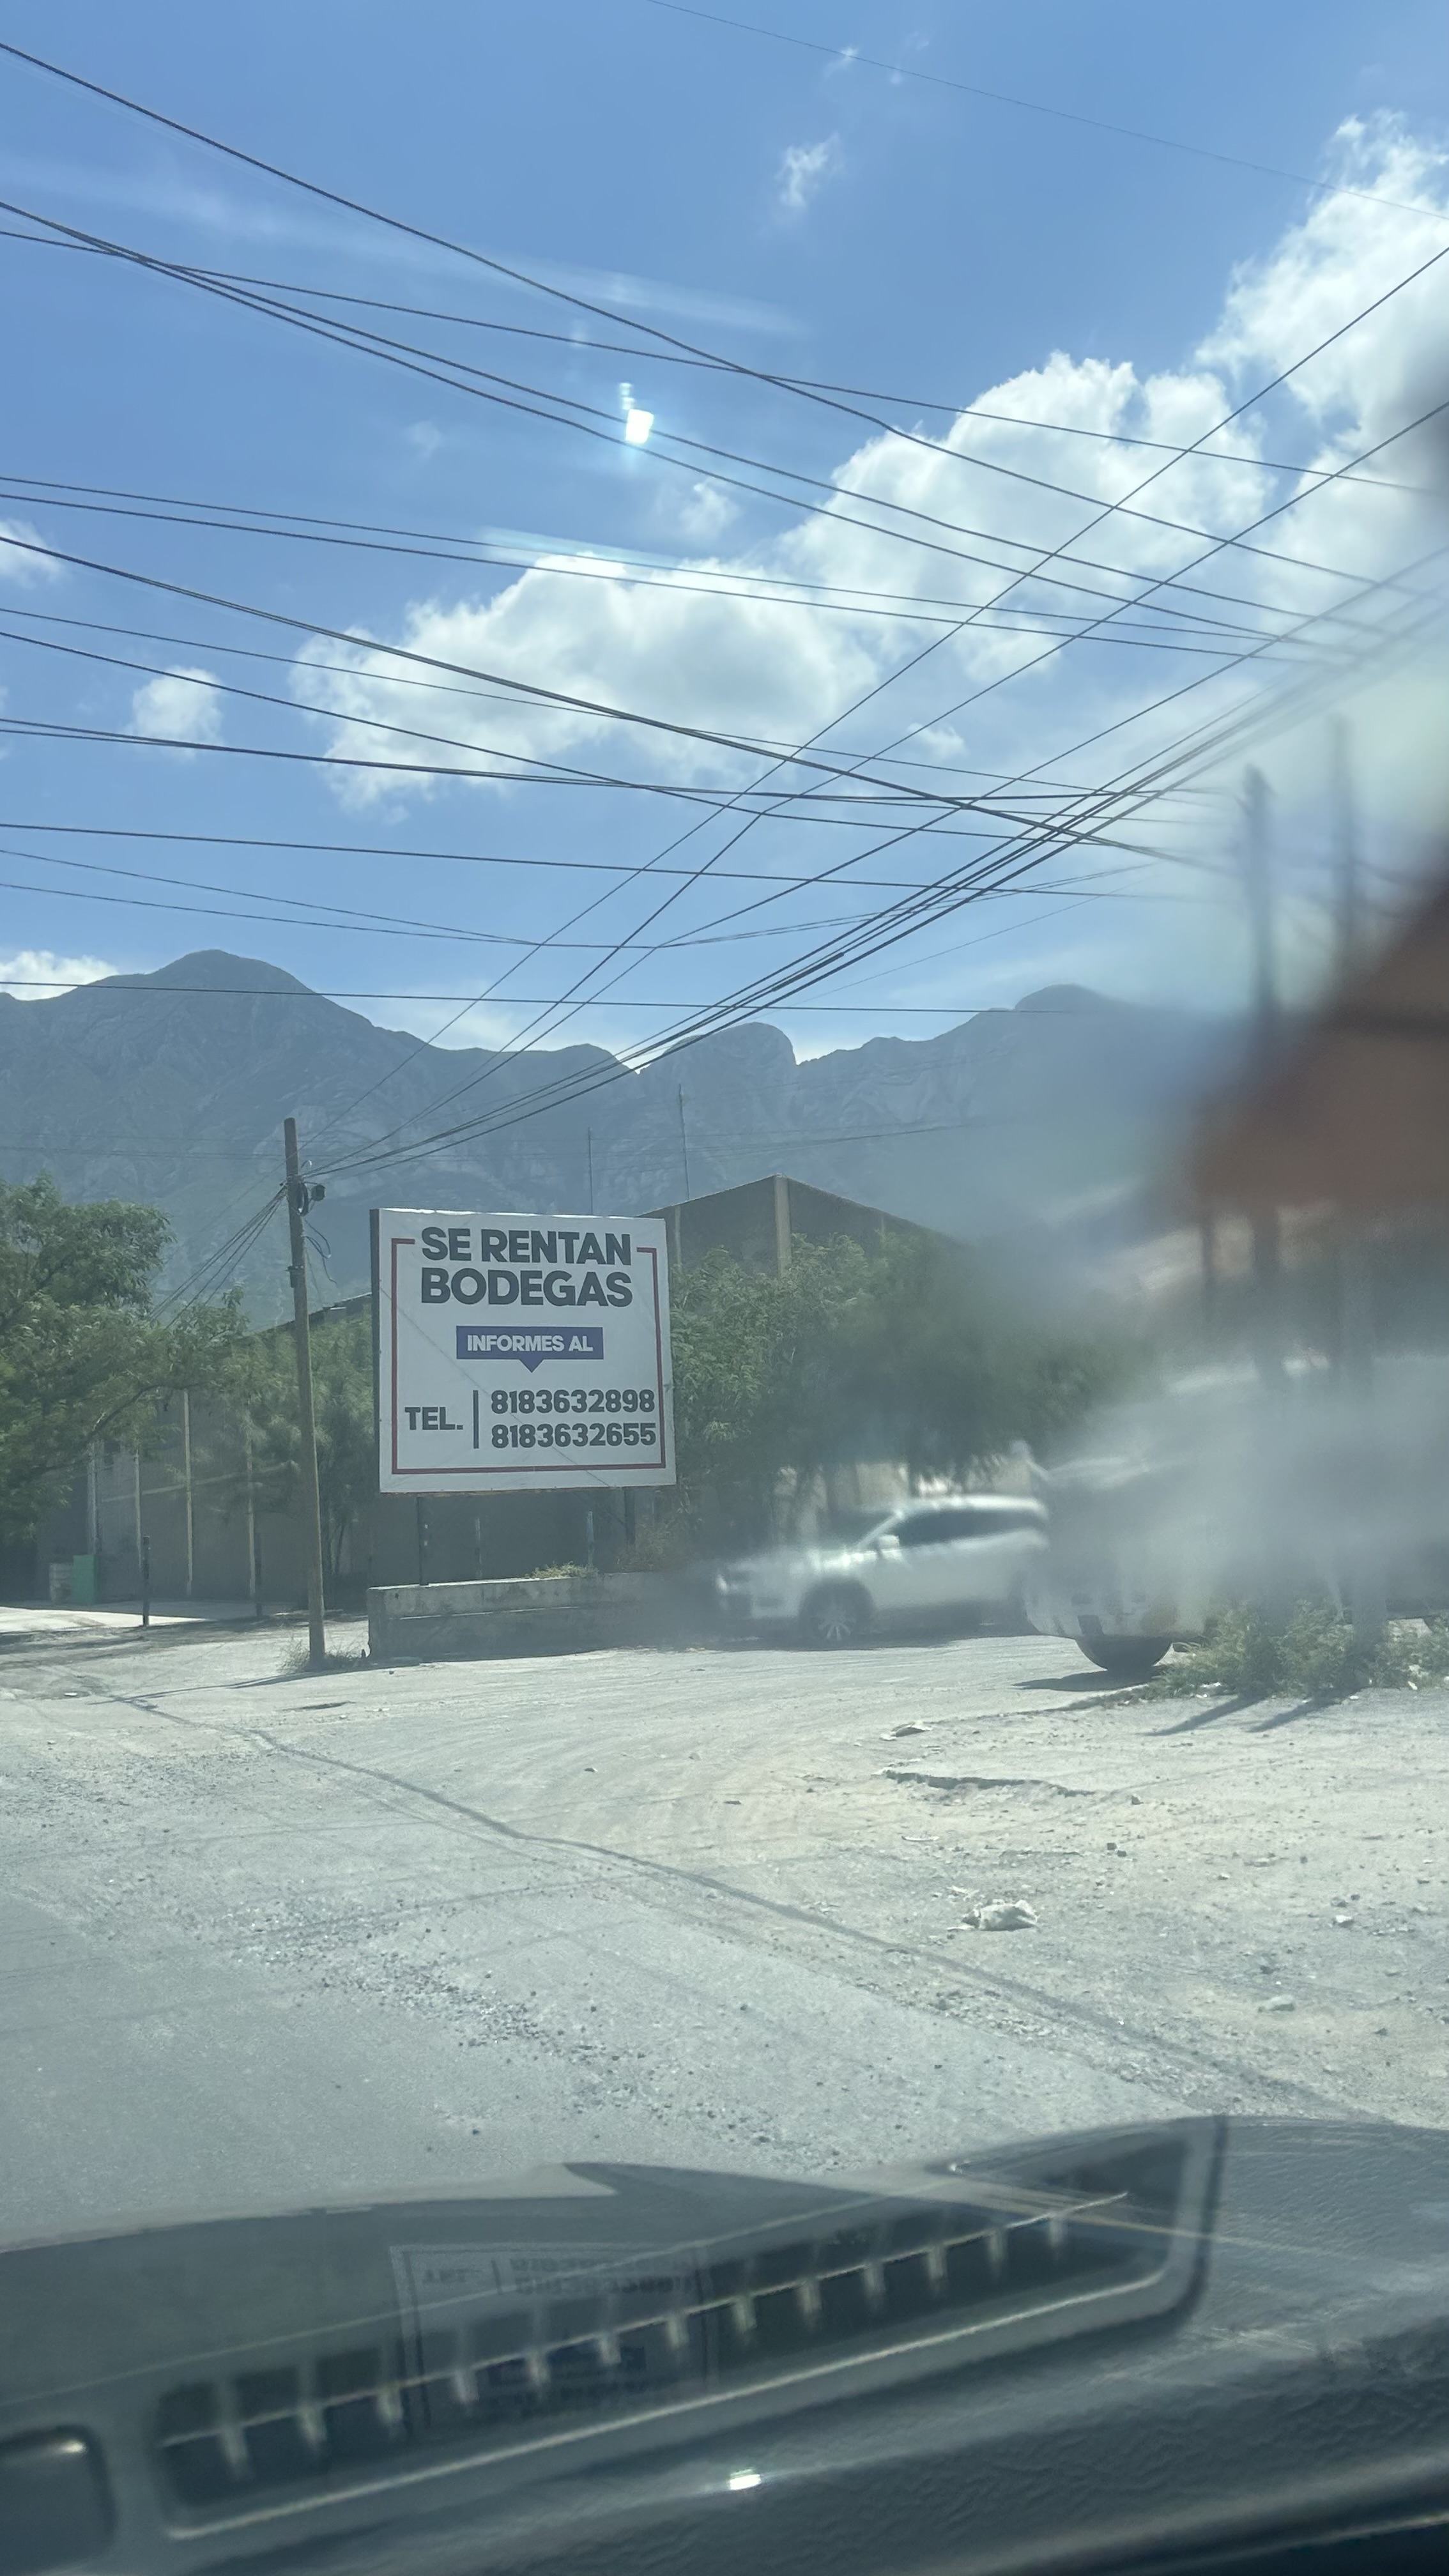 SE RENTAN
BODEGAS
INFORMES AL
TEL. 8183632898
8183632655